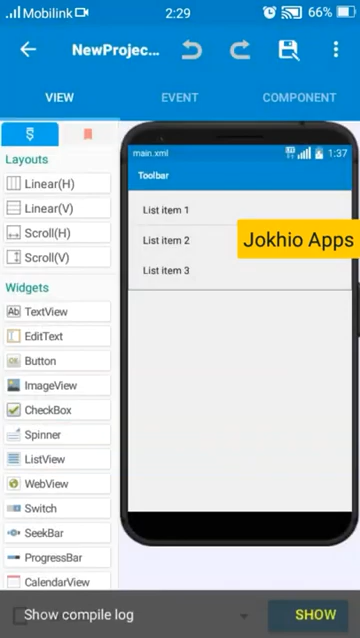 Mobilink 2:29 66%
NewProjec...
VIEW EVENT COMPONENT
Layouts
Linear(H)
Linear(V)
Scroll(H)
Scroll(V)
Widgets
Ab TextView
EditText
OK Button
ImageView
CheckBox
Spinner
ListView
WebView
Switch
SeekBar
ProgressBar
CalendarView
main.xml 1:37
Toolbar
List item 1
List item 2
List item 3
Jokhio Apps
Show compile log SHOW